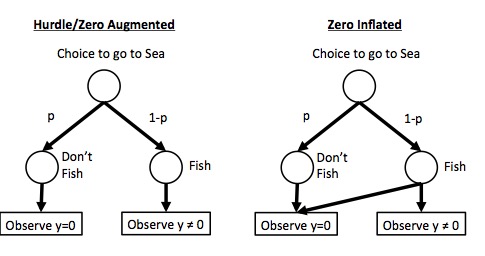 Hurdle/Zero Augmented
Choice to go to Sea
p
1-p
Don't
Fish
Fish
Observe y=0
Observe y ≠ 0
Zero Inflated
Choice to go to Sea
p
1-p
Don't
Fish
Fish
Observe y=0
Observe y ≠ 0